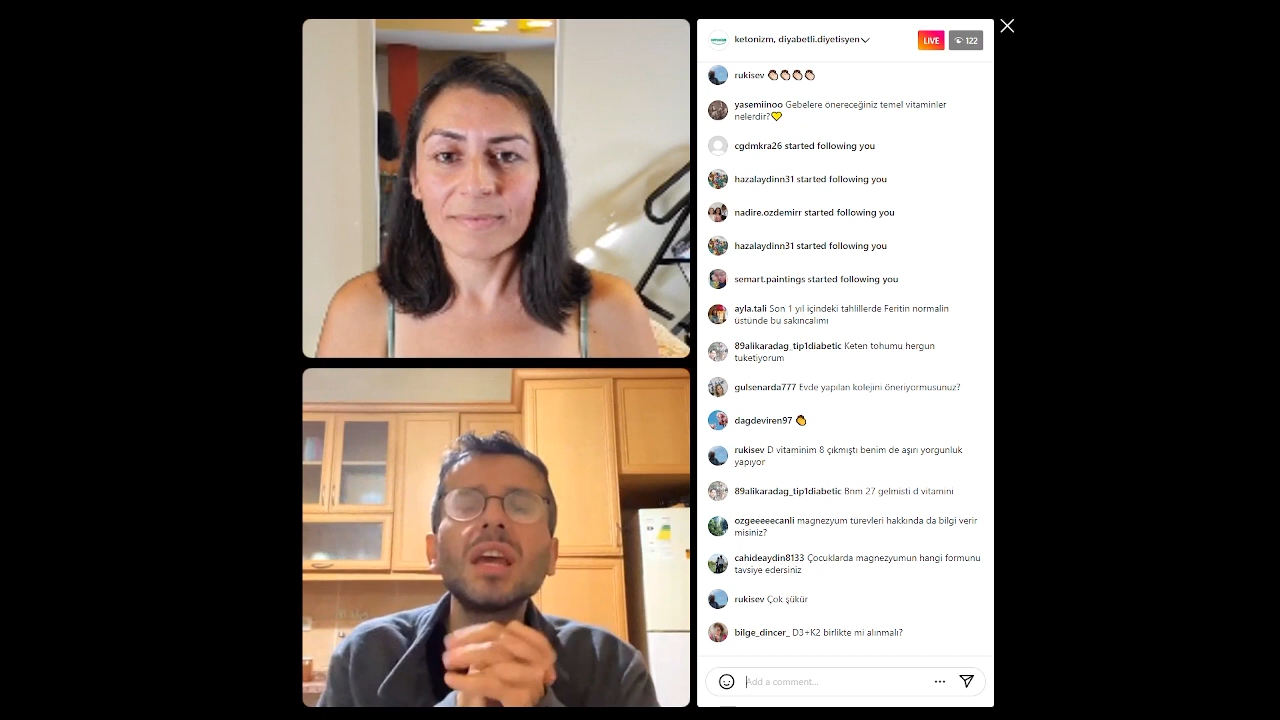 ketonizm, diyabetli.diyetisyen
LIVE
122
rukisev
yasemiinoo Gebelere önereceğiniz temel vitaminler
nelerdir?
cgdmkra26 started following you
hazalaydinn31 started following you
nadire.ozdemirr started following you
hazalaydinn31 started following you
semart.paintings started following you
ayla.tali Son 1 yıl içindeki tahlillerde Feritin normalin
üstünde bu sakıncalımı
89alikaradag_tip1diabetic Keten tohumu hergun
tuketiyorum
gulsenarda777 Evde yapılan kolejini öneriyormusunuz?
dagdeviren97
rukisev D vitaminim 8 çıkmıştı benim de aşırı yorgunluk
yapıyor
89alikaradag_tip1diabetic Bnm 27 gelmisti d vitamini
ozgeeeeecanli magnezyum türevleri hakkında da bilgi verir
misiniz?
cahideaydin8133 Çocuklarda magnezyumun hangi formunu
tavsiye edersiniz
rukisev Çok şükür
bilge_dincer_ D3+K2 birlikte mi alınmalı?
Add a comment...